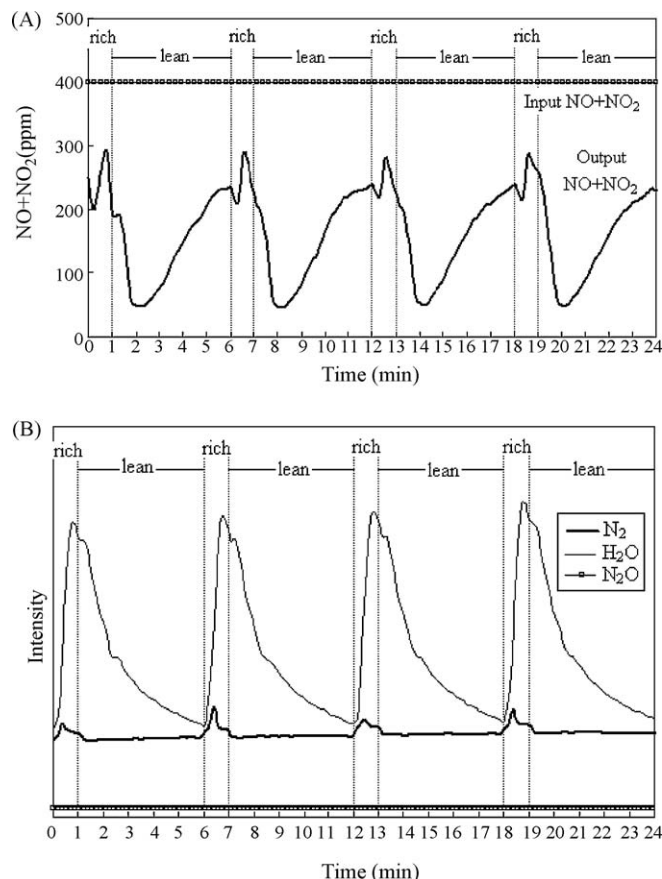 (A)
500
rich rich rich rich
lean lean lean lean
400
Input NO+NO₂
300
Output
NO+NO₂
NO+NO₂(ppm)
200
100
0
0 1 2 3 4 5 6 7 8 9 10 11 12 13 14 15 16 17 18 19 20 21 22 23 24
Time (min)
(B)
rich rich rich rich
lean lean lean lean
N₂
H₂O
N₂O
Intensity
0 1 2 3 4 5 6 7 8 9 10 11 12 13 14 15 16 17 18 19 20 21 22 23 24
Time (min)